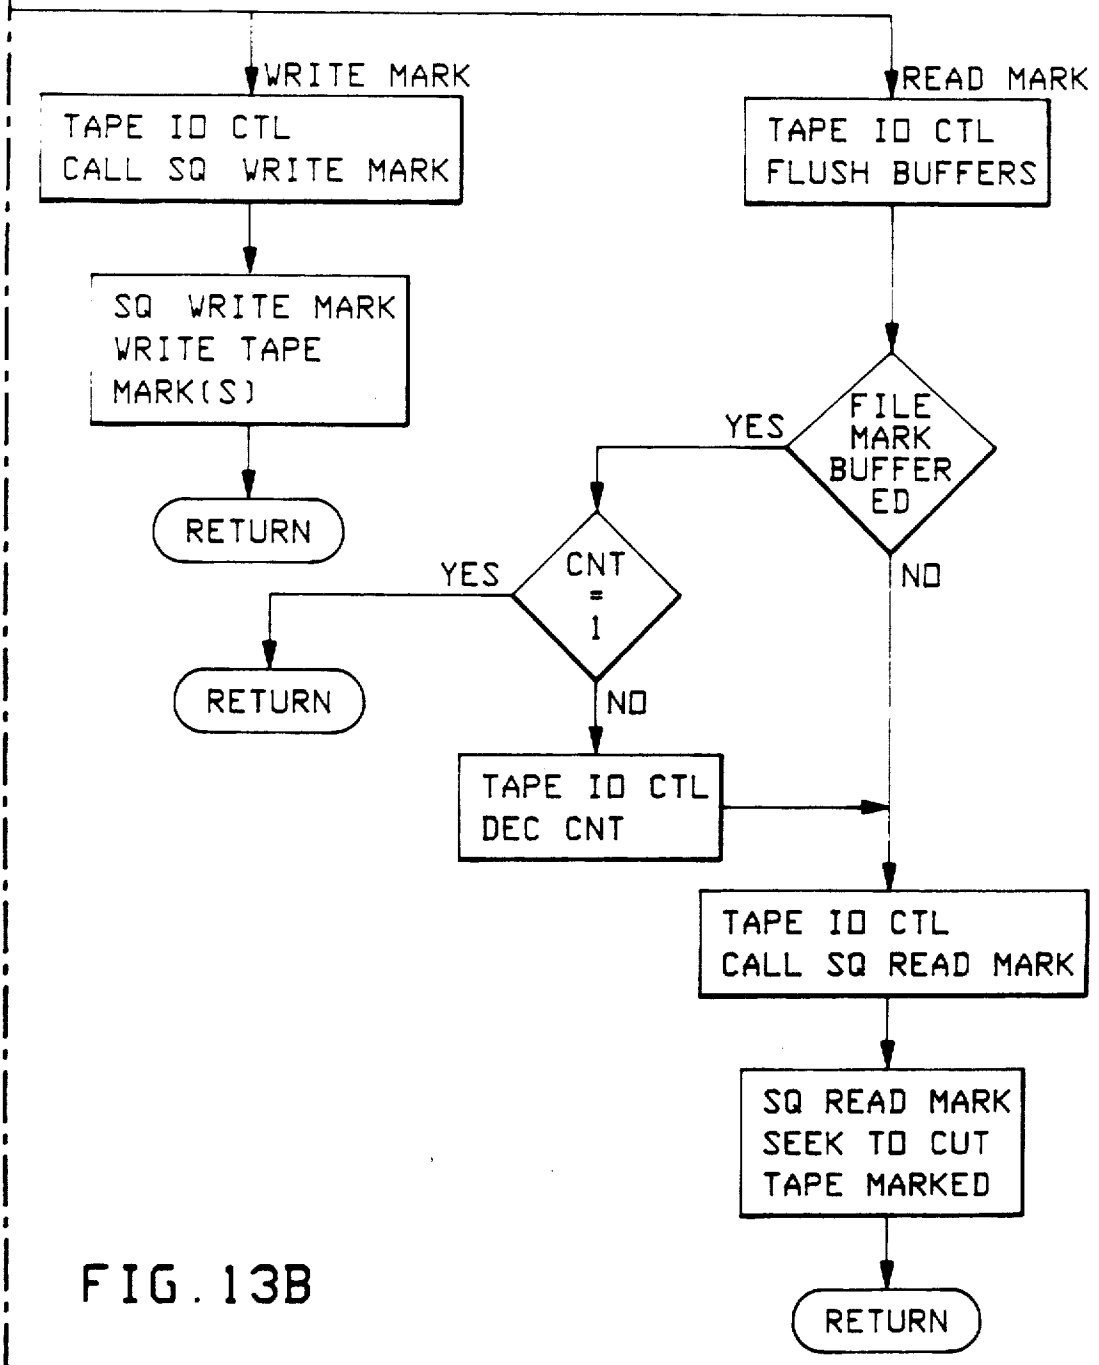 WRITE MARK
TAPE IO CTL
CALL SQ WRITE MARK
SQ WRITE MARK
WRITE TAPE
MARK(S)
RETURN
READ MARK
TAPE IO CTL
FLUSH BUFFERS
FILE
MARK
BUFFER
ED
YES
NO
CNT
=
1
YES
RETURN
NO
TAPE IO CTL
DEC CNT
TAPE IO CTL
CALL SQ READ MARK
SQ READ MARK
SEEK TO CUT
TAPE MARKED
RETURN
FIG.13B